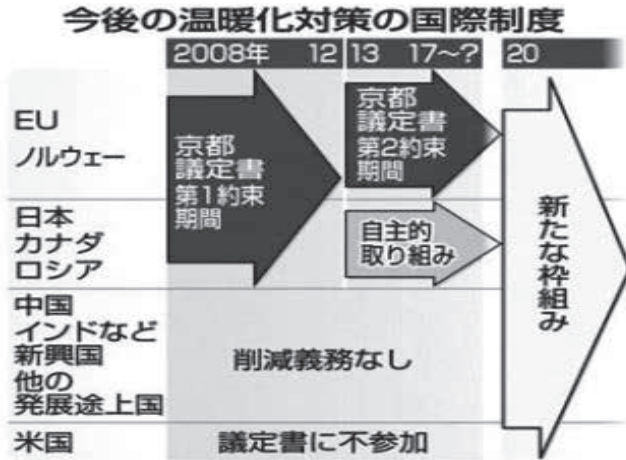 今後の温暖化対策の国際制度
2008年 12 13 17～? 20
EU
ノルウェー
京都
議定書
第1約束
期間
京都
議定書
第2約束
期間
日本
カナダ
ロシア
自主的
取り組み
新たな枠組み
中国
インドなど
新興国
他の
発展途上国
削減義務なし
米国
議定書に不参加